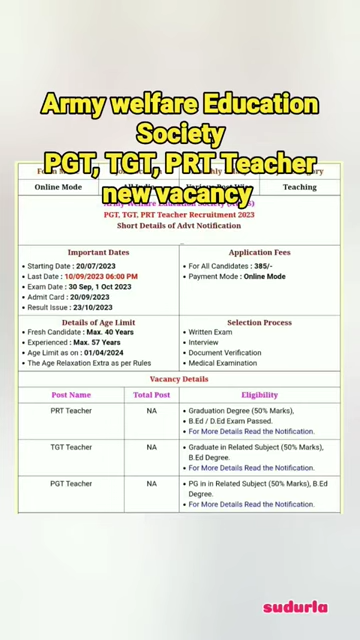 Army welfare Education
Society
PGT, TGT, PRT Teacher
new vacancy
Online Mode
Teaching
PGT, TGT, PRT Teacher Recruitment 2023
Short Details of Advt Notification
Important Dates
• Starting Date : 20/07/2023
• Last Date : 10/09/2023 06:00 PM
• Exam Date : 30 Sep, 1 Oct 2023
• Admit Card : 20/09/2023
• Result Issue : 23/10/2023
Application Fees
• For All Candidates : 385/-
• Payment Mode : Online Mode
Details of Age Limit
• Fresh Candidate : Max. 40 Years
• Experienced : Max. 57 Years
• Age Limit as on : 01/04/2024
• The Age Relaxation Extra as per Rules
Selection Process
• Written Exam
• Interview
• Document Verification
• Medical Examination
Vacancy Details
Post Name Total Post Eligibility
PRT Teacher NA • Graduation Degree (50% Marks),
• B.Ed / D.Ed Exam Passed.
• For More Details Read the Notification.
TGT Teacher NA • Graduate in Related Subject (50% Marks),
B.Ed Degree.
• For More Details Read the Notification.
PGT Teacher NA • PG in in Related Subject (50% Marks), B.Ed
Degree.
• For More Details Read the Notification.
sudurla